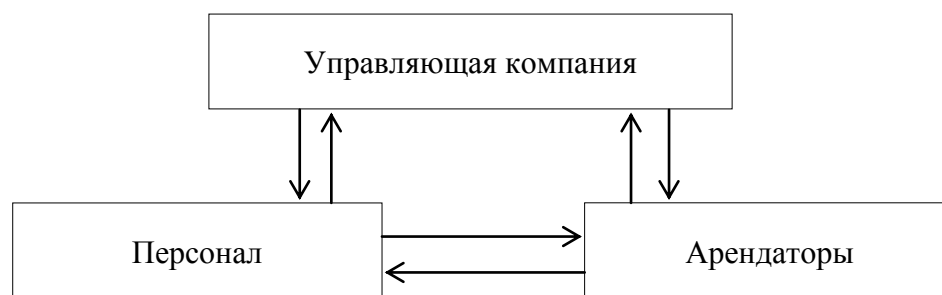 Управляющая компания
Персонал
Арендаторы